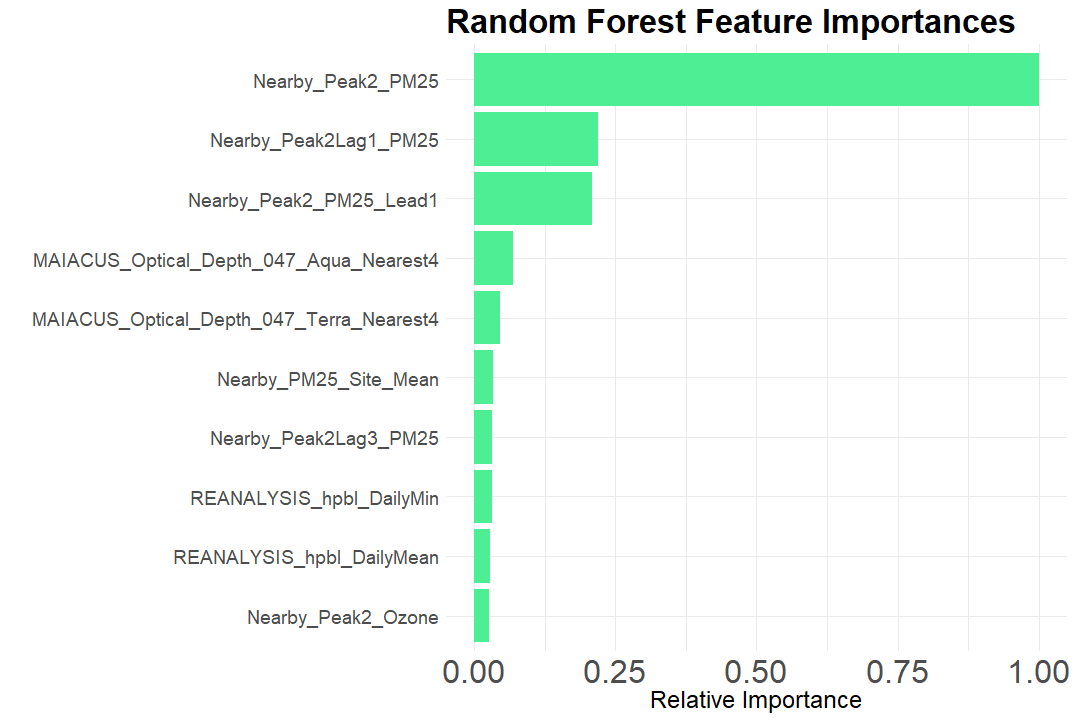 Random Forest Feature Importances
Nearby_Peak2_PM25
Nearby_Peak2Lag1_PM25
Nearby_Peak2_PM25_Lead1
MAIACUS_Optical_Depth_047_Aqua_Nearest4
MAIACUS_Optical_Depth_047_Terra_Nearest4
Nearby_PM25_Site_Mean
Nearby_Peak2Lag3_PM25
REANALYSIS_hpbl_DailyMin
REANALYSIS_hpbl_DailyMean
Nearby_Peak2_Ozone
0.00 0.25 0.50 0.75 1.00
Relative Importance